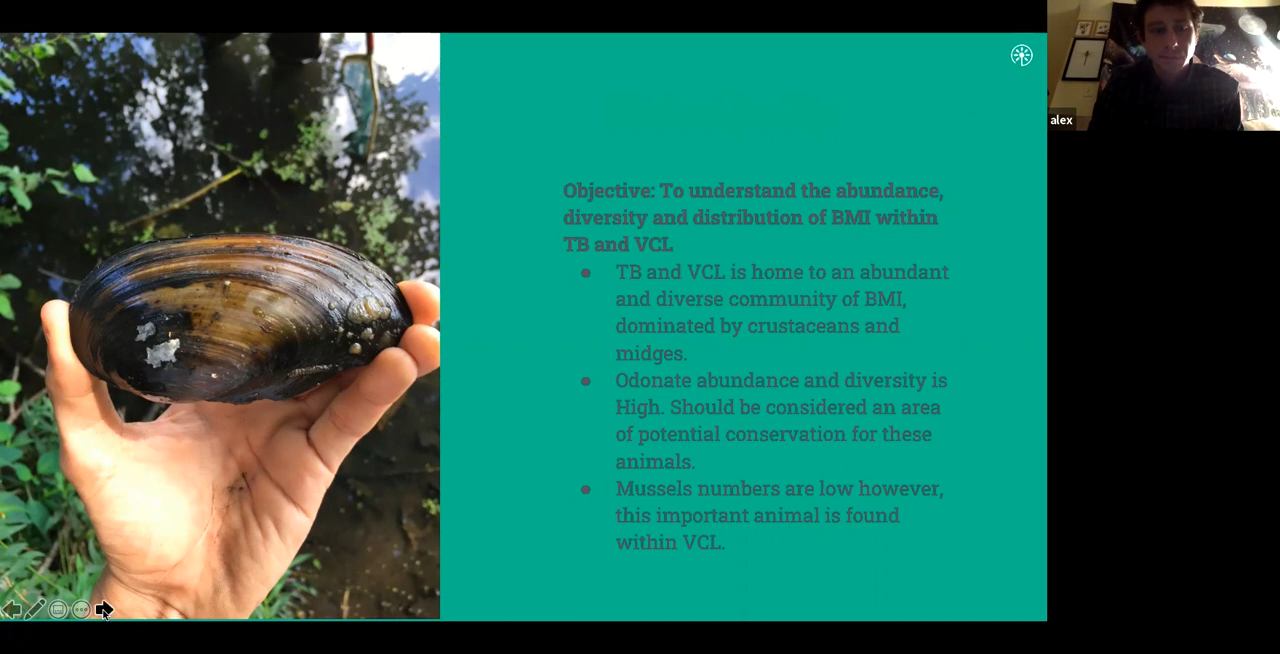 Objective: To understand the abundance,
diversity and distribution of BMI within
TB and VCL
● TB and VCL is home to an abundant
and diverse community of BMI,
dominated by crustaceans and
midges.
● Odonate abundance and diversity is
High. Should be considered an area
of potential conservation for these
animals.
● Mussels numbers are low however,
this important animal is found
within VCL.
alex